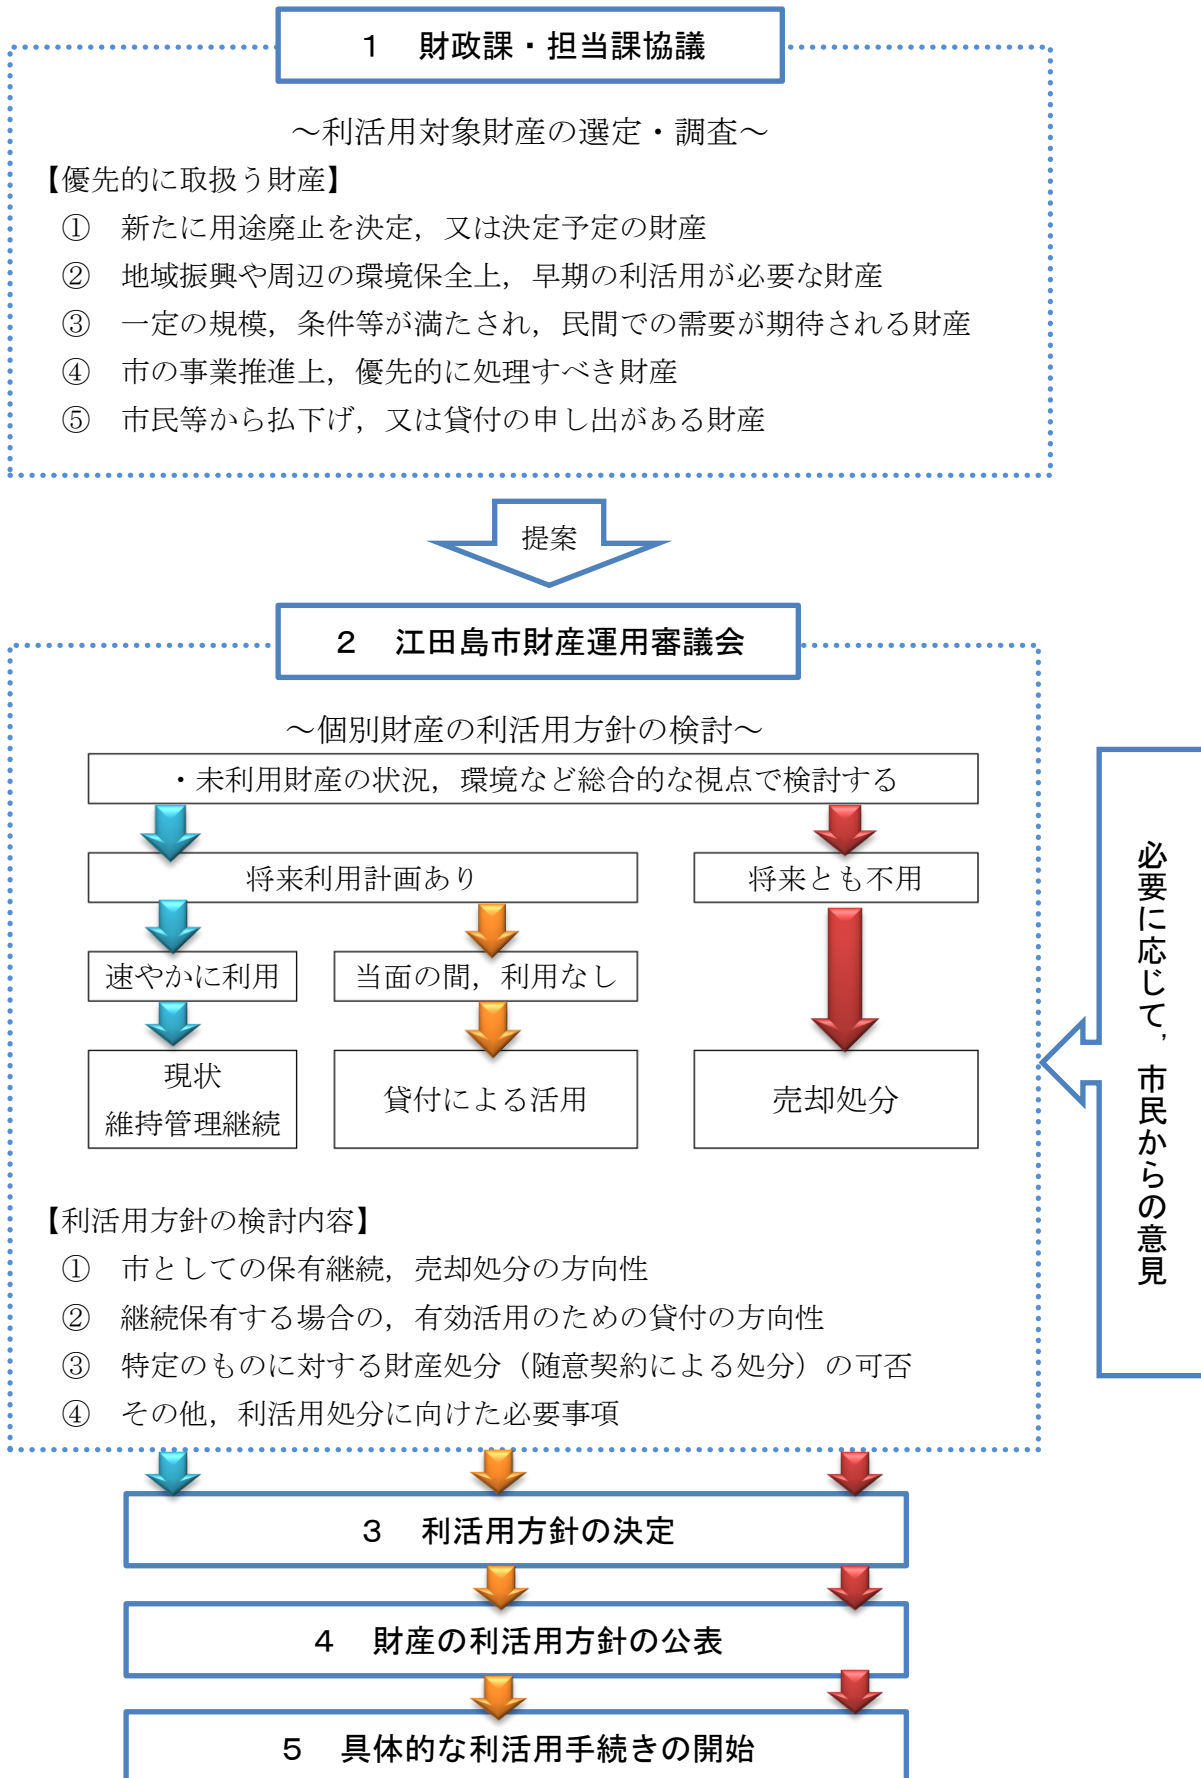 １　財政課・担当課協議
～利活用対象財産の選定・調査～
【優先的に取扱う財産】
①　新たに用途廃止を決定，又は決定予定の財産
②　地域振興や周辺の環境保全上，早期の利活用が必要な財産
③　一定の規模，条件等が満たされ，民間での需要が期待される財産
④　市の事業推進上，優先的に処理すべき財産
⑤　市民等から払下げ，又は貸付の申し出がある財産
提案
２　江田島市財産運用審議会
～個別財産の利活用方針の検討～
・未利用財産の状況，環境など総合的な視点で検討する
将来利用計画あり
将来とも不用
速やかに利用
当面の間，利用なし
現状
維持管理継続
貸付による活用
売却処分
必要に応じて，市民からの意見
【利活用方針の検討内容】
①　市としての保有継続，売却処分の方向性
②　継続保有する場合の，有効活用のための貸付の方向性
③　特定のものに対する財産処分（随意契約による処分）の可否
④　その他，利活用処分に向けた必要事項
３　利活用方針の決定
４　財産の利活用方針の公表
５　具体的な利活用手続きの開始